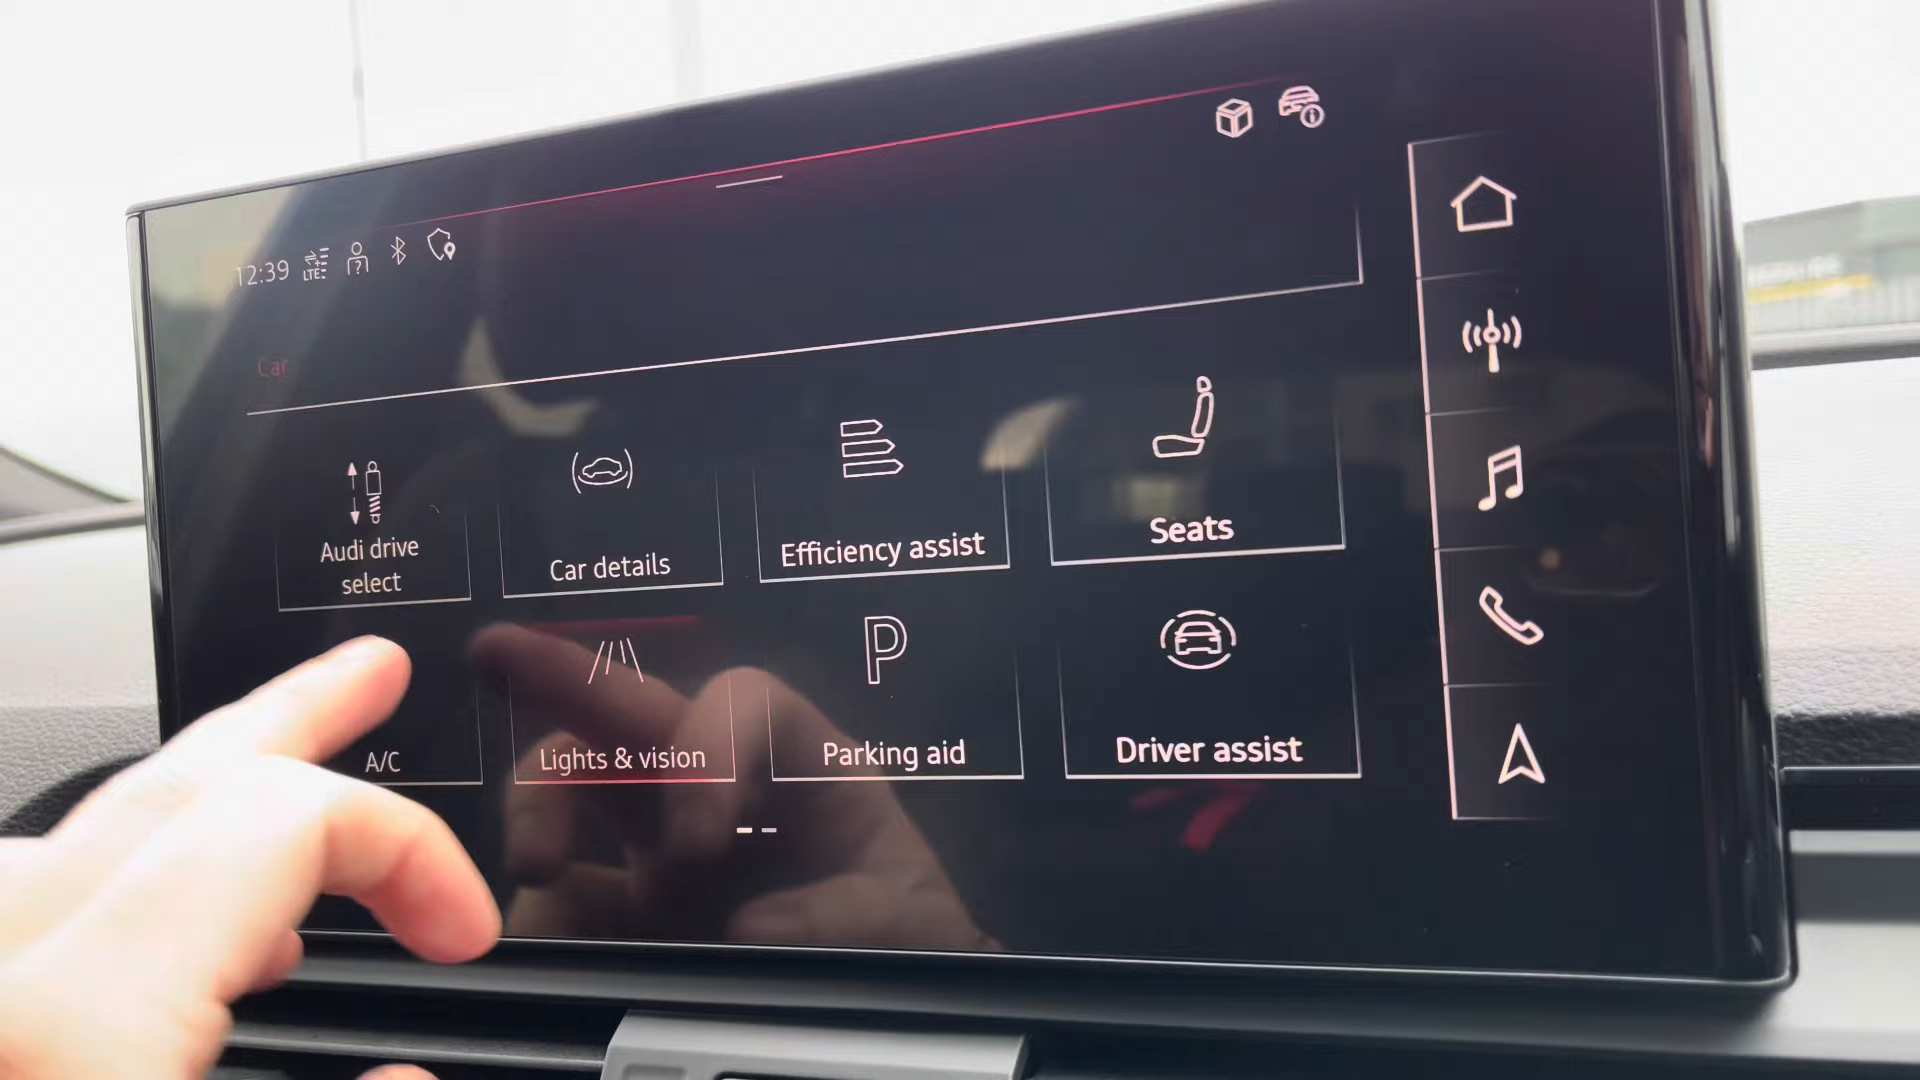 12:39
LTE
Car
Audi drive
select
Car details
Efficiency assist
Seats
A/C
Lights & vision
P
Parking aid
Driver assist